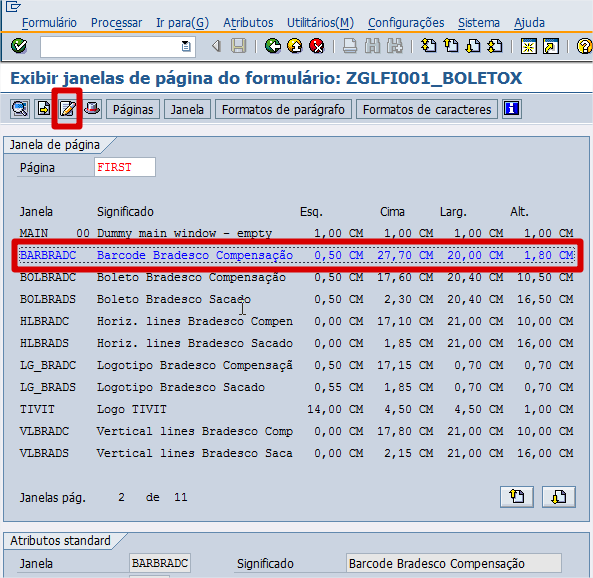 Formulário Processar Ir para(G) Atributos Utilitários(M) Configurações Sistema Ajuda
Exibir janelas de página do formulário: ZGLFI001_BOLETOX
Páginas Janela Formatos de parágrafo Formatos de caracteres
Janela de página
Página FIRST
Janela Significado Esq. Cima Larg. Alt.
MAIN 00 Dummy main window - empty 1,00 CM 1,00 CM 1,00 CM 1,00 CM
BARBRADC Barcode Bradesco Compensação 0,50 CM 27,70 CM 20,00 CM 1,80 CM
BOLBRADC Boleto Bradesco Compensação 0,50 CM 17,60 CM 20,40 CM 10,50 CM
BOLBRADS Boleto Bradesco Sacado 0,50 CM 2,30 CM 20,40 CM 16,50 CM
HLBRADC Horiz. lines Bradesco Compen 0,00 CM 17,10 CM 21,00 CM 10,00 CM
HLBRADS Horiz. lines Bradesco Sacado 0,00 CM 1,85 CM 21,00 CM 16,00 CM
LG_BRADC Logotipo Bradesco Compensaçã 0,50 CM 17,15 CM 0,70 CM 0,70 CM
LG_BRADS Logotipo Bradesco Sacado 0,55 CM 1,85 CM 0,70 CM 0,70 CM
TIVIT Logo TIVIT 14,00 CM 4,50 CM 4,50 CM 1,00 CM
VLBRADC Vertical lines Bradesco Comp 0,00 CM 17,80 CM 21,00 CM 10,00 CM
VLBRADS Vertical lines Bradesco Saca 0,00 CM 2,15 CM 21,00 CM 16,00 CM
Janelas pág. 2 de 11
Atributos standard
Janela BARBRADC Significado Barcode Bradesco Compensação